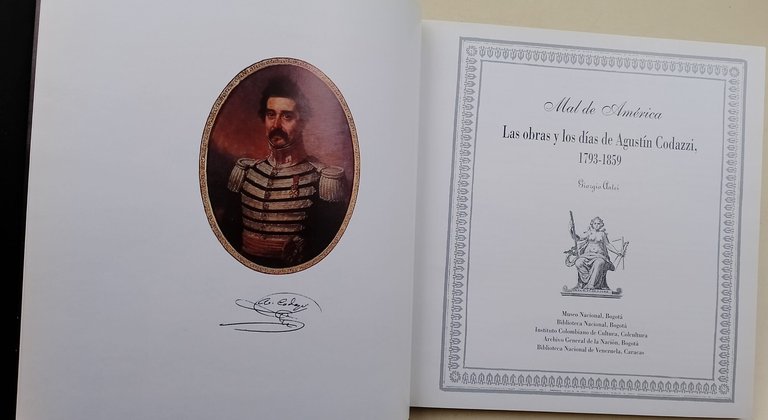 A. Codazzi
Mal de América
Las obras y los días de Agustín Codazzi,
1793-1859
Giorgio Antei
Museo Nacional, Bogotá
Biblioteca Nacional, Bogotá
Instituto Colombiano de Cultura, Colcultura
Archivo General de la Nación, Bogotá
Biblioteca Nacional de Venezuela, Caracas